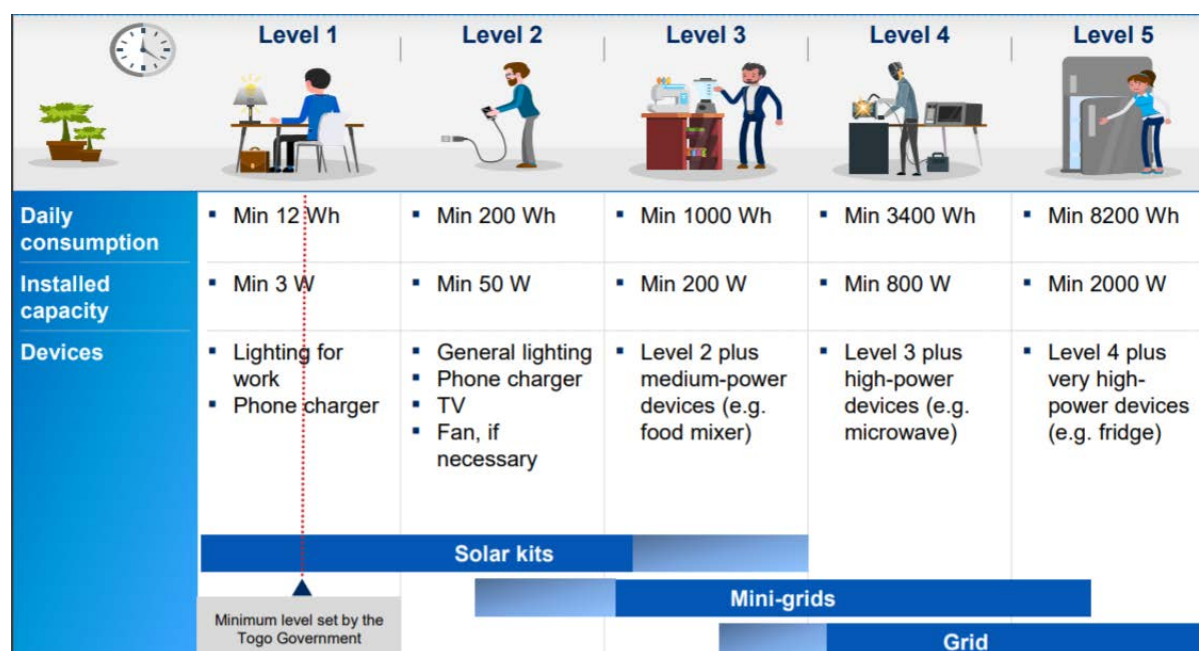 Level 1
Level 2
Level 3
Level 4
Level 5
Daily
consumption
▪ Min 12 Wh
▪ Min 200 Wh
▪ Min 1000 Wh
▪ Min 3400 Wh
▪ Min 8200 Wh
Installed
capacity
▪ Min 3 W
▪ Min 50 W
▪ Min 200 W
▪ Min 800 W
▪ Min 2000 W
Devices
▪ Lighting for
work
▪ Phone charger
▪ General lighting
▪ Phone charger
▪ TV
▪ Fan, if
necessary
▪ Level 2 plus
medium-power
devices (e.g.
food mixer)
▪ Level 3 plus
high-power
devices (e.g.
microwave)
▪ Level 4 plus
very high-
power devices
(e.g. fridge)
Solar kits
Mini-grids
Grid
Minimum level set by the
Togo Government